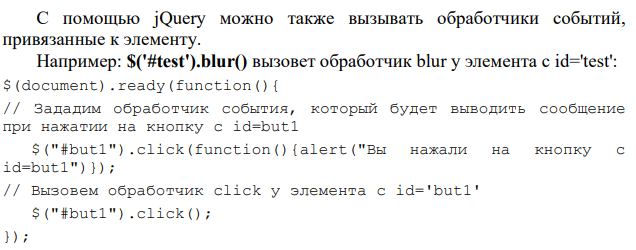 С помощью jQuery можно также вызывать обработчики событий,
привязанные к элементу.
Например: $('#test').blur() вызовет обработчик blur у элемента с id='test':
$(document).ready(function(){
// Зададим обработчик события, который будет выводить сообщение
при нажатии на кнопку с id=but1
$("#but1").click(function(){alert("Вы нажали на кнопку с
id=but1")});
// Вызовем обработчик click у элемента с id='but1'
$("#but1").click();
});